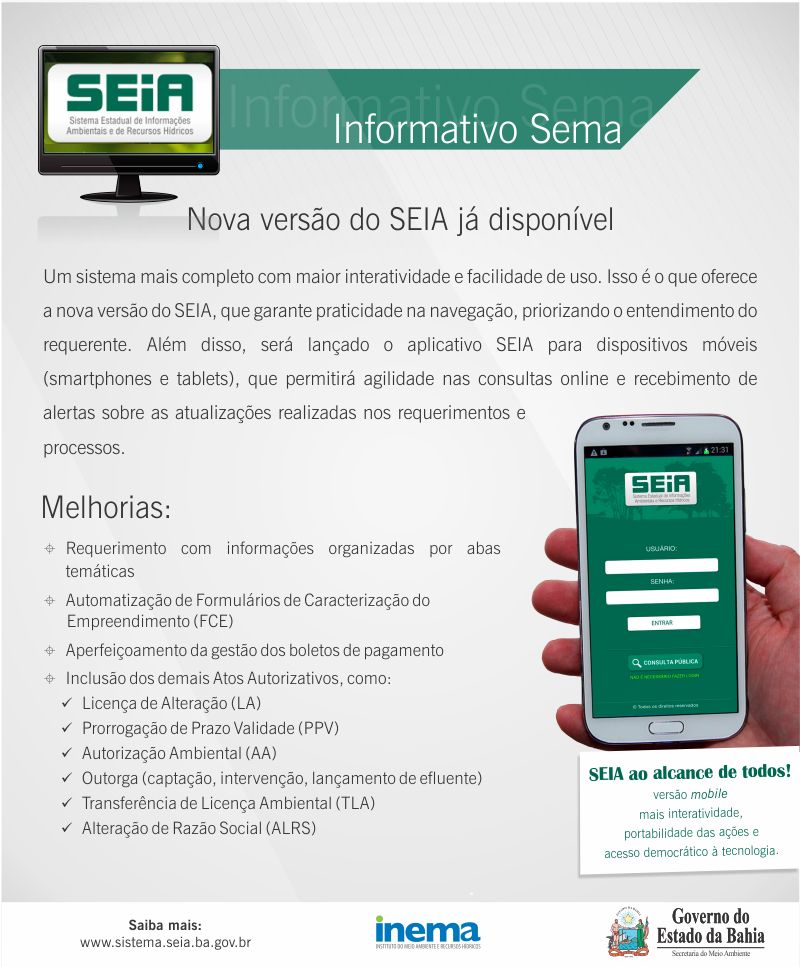 SEiA
Sistema Estadual de Informações
Ambientais e de Recursos Hídricos
Informativo Sema
Informativo Sema
Nova versão do SEIA já disponível
Um sistema mais completo com maior interatividade e facilidade de uso. Isso é o que oferece
a nova versão do SEIA, que garante praticidade na navegação, priorizando o entendimento do
requerente. Além disso, será lançado o aplicativo SEIA para dispositivos móveis
(smartphones e tablets), que permitirá agilidade nas consultas online e recebimento de
alertas sobre as atualizações realizadas nos requerimentos e
processos.
Melhorias:
Requerimento com informações organizadas por abas
temáticas
Automatização de Formulários de Caracterização do
Empreendimento (FCE)
Aperfeiçoamento da gestão dos boletos de pagamento
Inclusão dos demais Atos Autorizativos, como:
✓ Licença de Alteração (LA)
✓ Prorrogação de Prazo Validade (PPV)
✓ Autorização Ambiental (AA)
✓ Outorga (captação, intervenção, lançamento de efluente)
✓ Transferência de Licença Ambiental (TLA)
✓ Alteração de Razão Social (ALRS)
21:31
SEiA
Sistema Estadual de Informações
Ambientais e Recursos Hídricos
USUÁRIO:
SENHA:
ENTRAR
CONSULTA PÚBLICA
NÃO É NECESSÁRIO FAZER LOGIN
© Todos os direitos reservados
SEIA ao alcance de todos!
versão mobile
mais interatividade,
portabilidade das ações e
acesso democrático à tecnologia.
Saiba mais:
www.sistema.seia.ba.gov.br
inema
INSTITUTO DO MEIO AMBIENTE E RECURSOS HÍDRICOS
Governo do
Estado da Bahia
Secretaria do Meio Ambiente